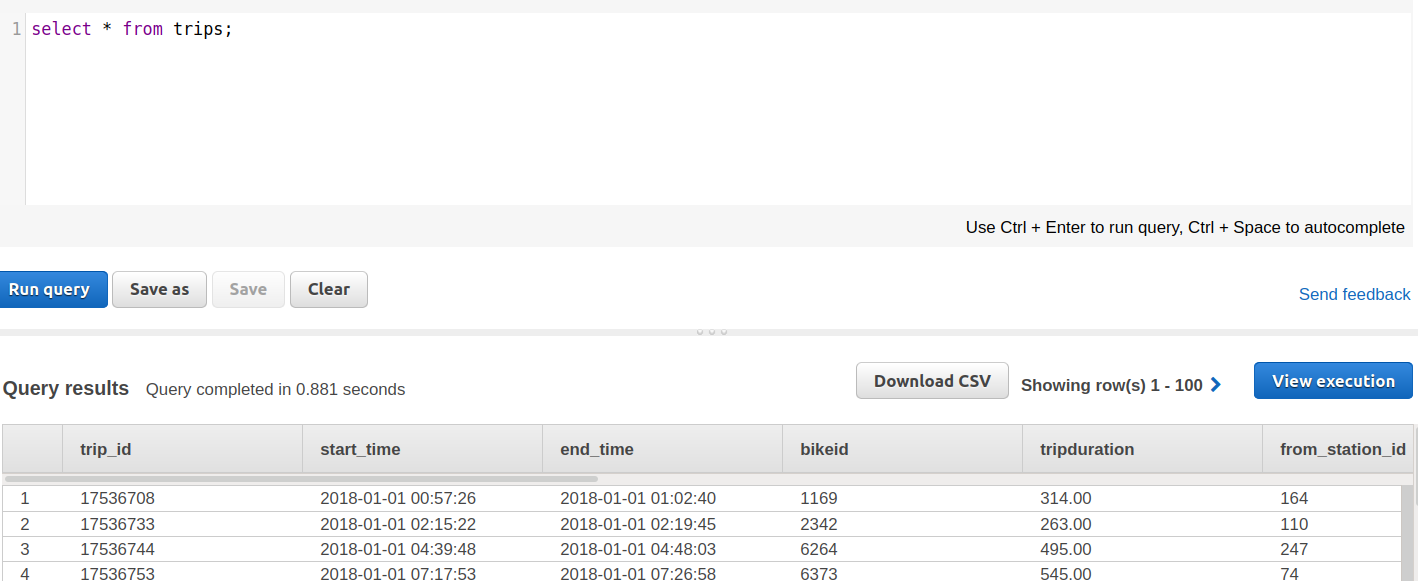 1 select * from trips;
Use Ctrl + Enter to run query, Ctrl + Space to autocomplete
Run query Save as Save Clear Send feedback
Query results Query completed in 0.881 seconds Download CSV Showing row(s) 1 - 100 View execution
trip_id start_time end_time bikeid tripduration from_station_id
1 17536708 2018-01-01 00:57:26 2018-01-01 01:02:40 1169 314.00 164
2 17536733 2018-01-01 02:15:22 2018-01-01 02:19:45 2342 263.00 110
3 17536744 2018-01-01 04:39:48 2018-01-01 04:48:03 6264 495.00 247
4 17536753 2018-01-01 07:17:53 2018-01-01 07:26:58 6373 545.00 74